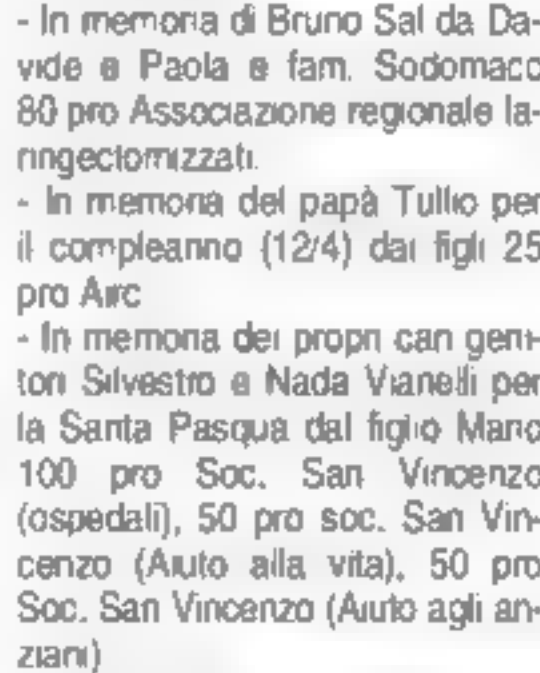 - In memoria di Bruno Sal da Da-
vide e Paola e fam. Sodomaco
80 pro Associazione regionale la-
ringectomizzati.
- In memoria del papà Tullio per
il compleanno (12/4) dai figli 25
pro Airc
- In memoria dei propri cari geni-
tori Silvestro e Nada Vianelli per
la Santa Pasqua dal figlio Mario
100 pro Soc. San Vincenzo
(ospedali), 50 pro soc. San Vin-
cenzo (Aiuto alla vita), 50 pro
Soc. San Vincenzo (Aiuto agli an-
ziani)